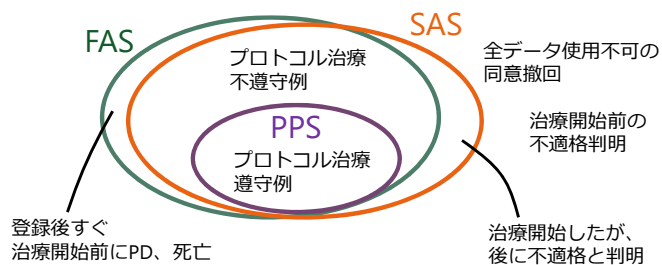 FAS
SAS
プロトコル治療
不遵守例
全データ使用不可の
同意撤回
PPS
プロトコル治療
遵守例
治療開始前の
不適格判明
登録後すぐ
治療開始前にPD、死亡
治療開始したが、
後に不適格と判明